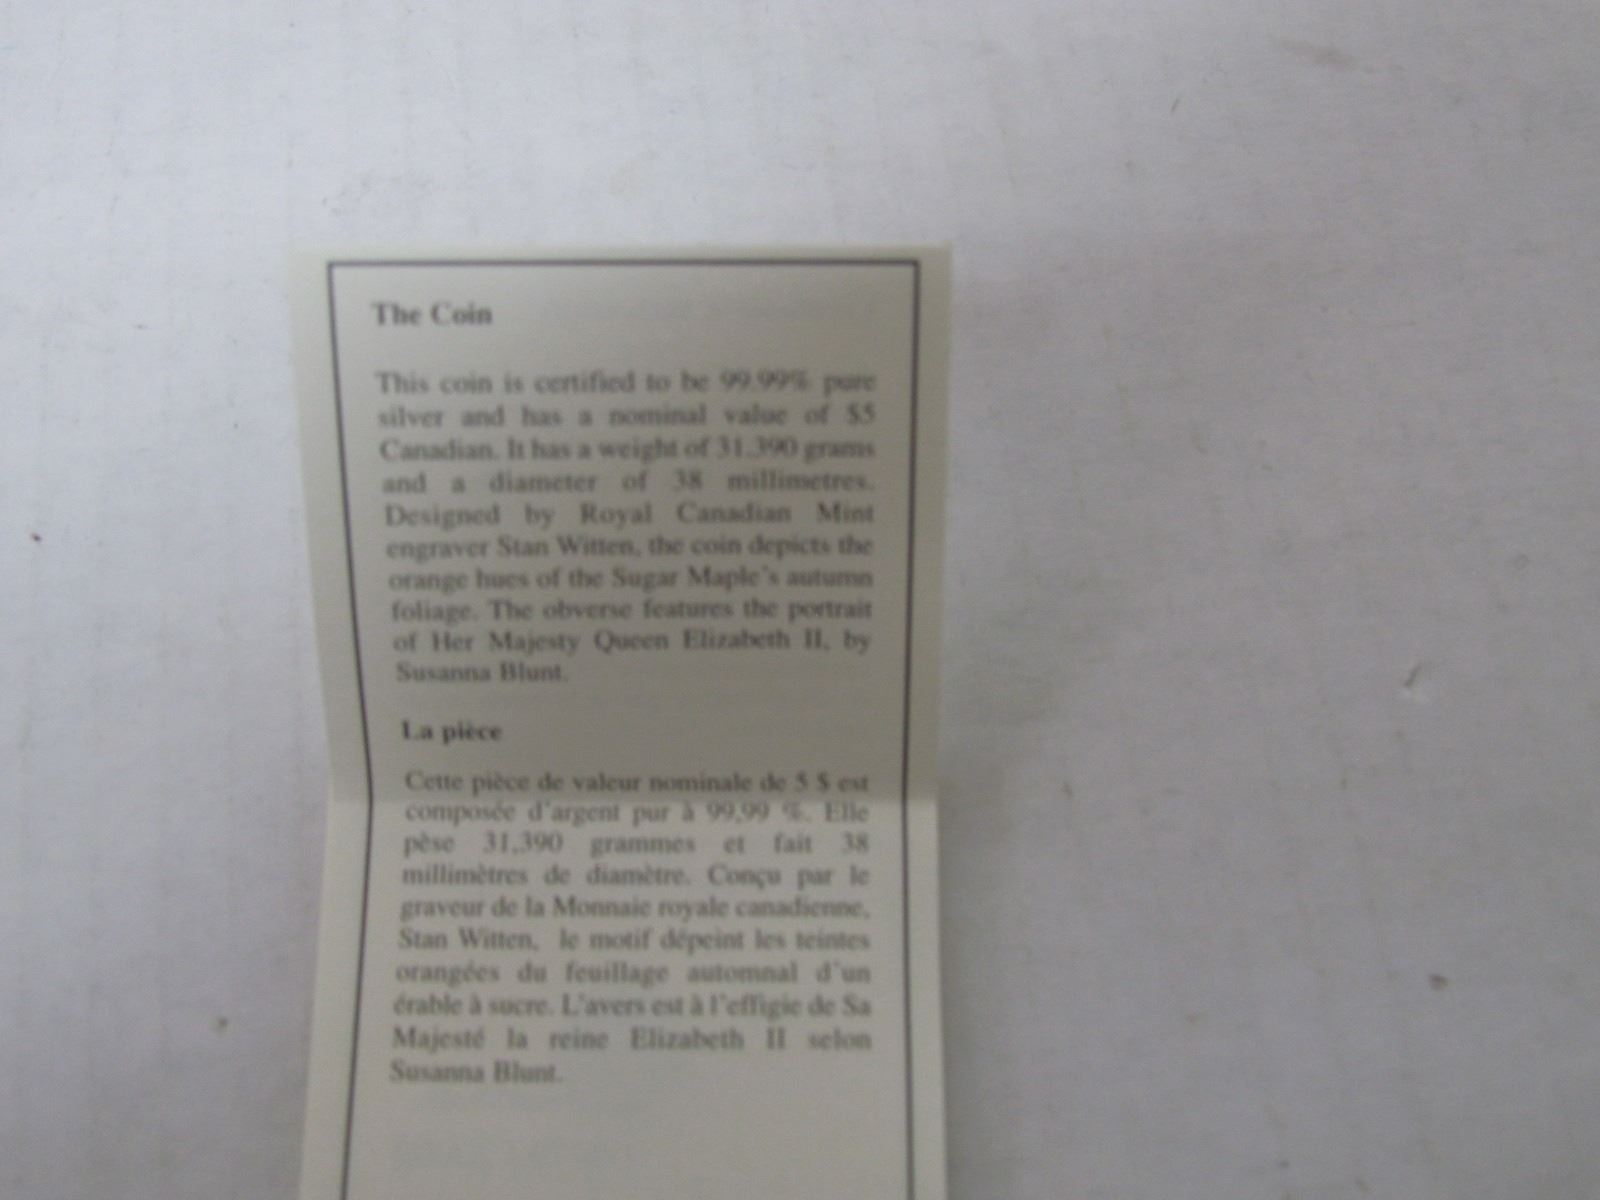 The Coin
This coin is certified to be 99.99% pure
silver and has a nominal value of $5
Canadian. It has a weight of 31.390 grams
and a diameter of 38 millimetres.
Designed by Royal Canadian Mint
engraver Stan Witten, the coin depicts the
orange hues of the Sugar Maple's autumn
foliage. The obverse features the portrait
of Her Majesty Queen Elizabeth II, by
Susanna Blunt.
La pièce
Cette pièce de valeur nominale de 5 $ est
composée d'argent pur à 99,99 %. Elle
pèse 31,390 grammes et fait 38
millimètres de diamètre. Conçu par le
graveur de la Monnaie royale canadienne,
Stan Witten, le motif dépeint les teintes
orangées du feuillage automnal d'un
érable à sucre. L'avers est à l'effigie de Sa
Majesté la reine Elizabeth II selon
Susanna Blunt.